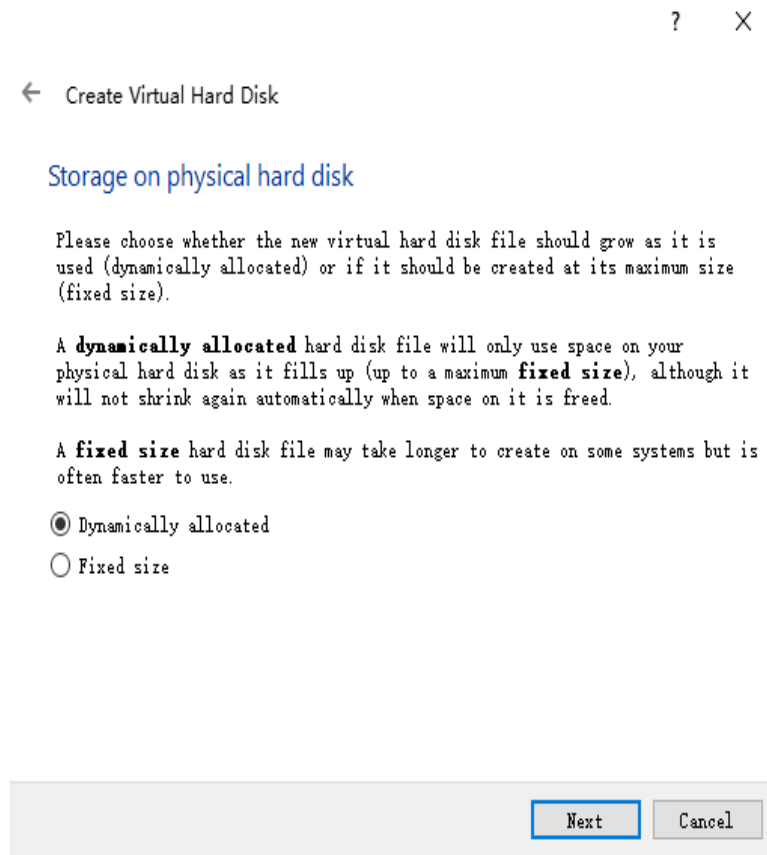 ?
Create Virtual Hard Disk
Storage on physical hard disk
Please choose whether the new virtual hard disk file should grow as it is
used (dynamically allocated) or if it should be created at its maximum size
(fixed size).
A dynamically allocated hard disk file will only use space on your
physical hard disk as it fills up (up to a maximum fixed size), although it
will not shrink again automatically when space on it is freed.
A fixed size hard disk file may take longer to create on some systems but is
often faster to use.
Dynamically allocated
Fixed size
Next Cancel